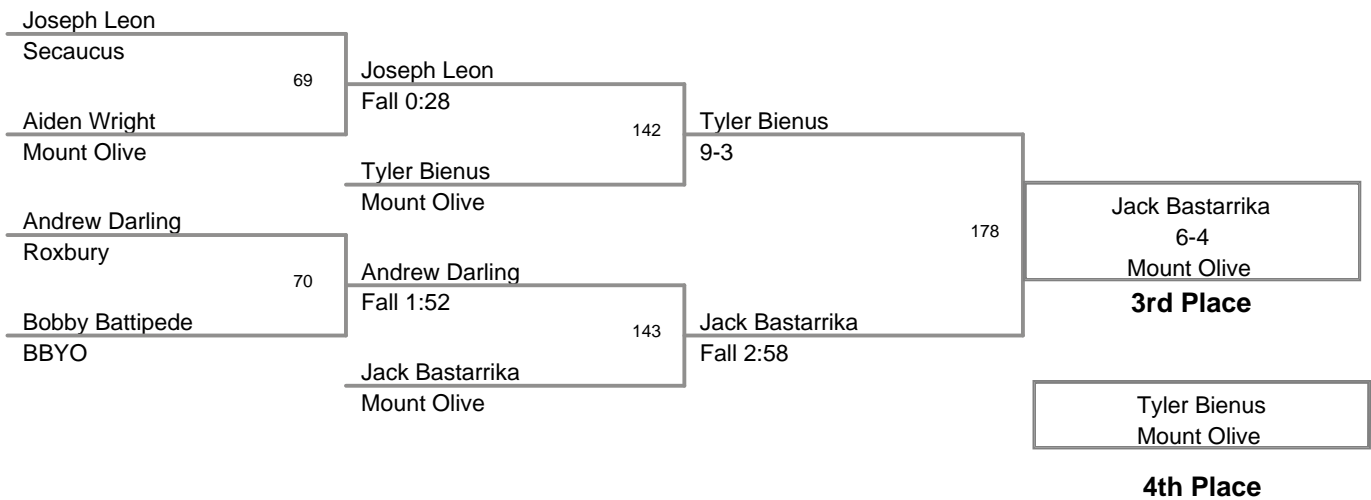 Joseph Leon
Secaucus
69
Aiden Wright
Mount Olive
Andrew Darling
Roxbury
70
Bobby Battipede
BBYO
Joseph Leon
Fall 0:28
142
Tyler Bienus
Mount Olive
Andrew Darling
Fall 1:52
143
Jack Bastarrika
Mount Olive
Tyler Bienus
9-3
178
Jack Bastarrika
Fall 2:58
Jack Bastarrika
6-4
Mount Olive
3rd Place
Tyler Bienus
Mount Olive
4th Place